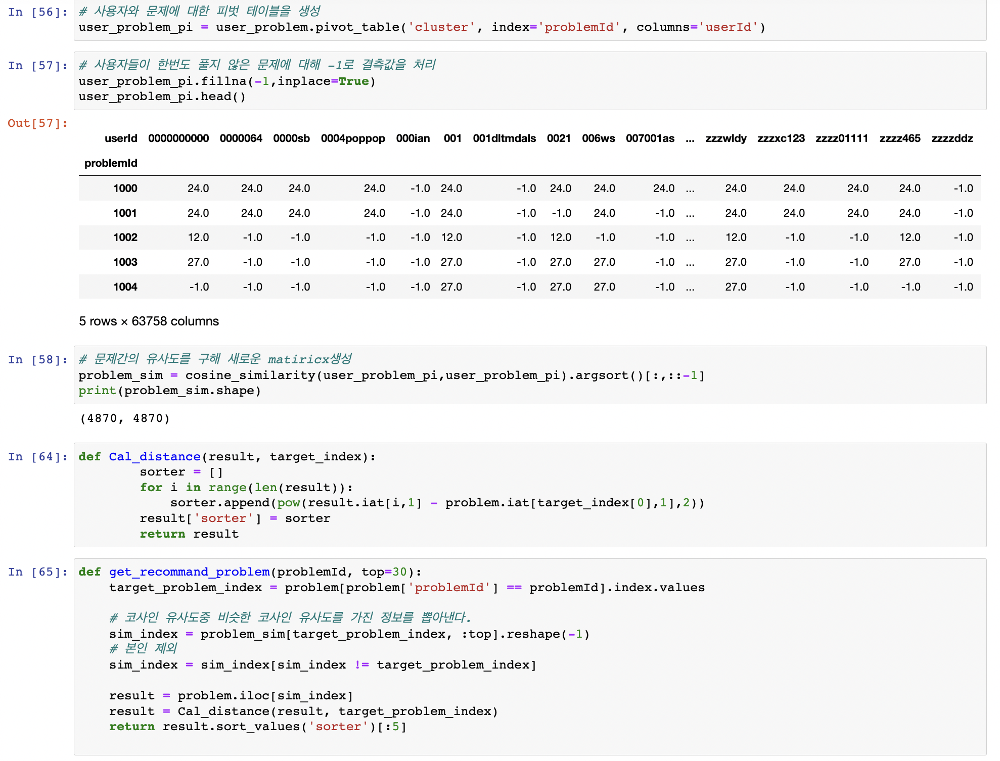 In [56]: # 사용자와 문제에 대한 피벗 테이블을 생성
user_problem_pi = user_problem.pivot_table('cluster', index='problemId', columns='userId')
In [57]: # 사용자들이 한번도 풀지 않은 문제에 대해 -1로 결측값을 처리
user_problem_pi.fillna(-1,inplace=True)
user_problem_pi.head()
Out[57]:
userId 0000000000 0000064 0000sb 0004poppop 000ian 001 001dltmdals 0021 006ws 007001as ... zzzwldy zzzxc123 zzzz01111 zzzz465 zzzzddz
problemId
1000 24.0 24.0 24.0 24.0 -1.0 24.0 -1.0 24.0 24.0 24.0 ... 24.0 24.0 24.0 24.0 -1.0
1001 24.0 24.0 24.0 24.0 -1.0 24.0 -1.0 -1.0 24.0 -1.0 ... 24.0 24.0 24.0 24.0 -1.0
1002 12.0 -1.0 -1.0 -1.0 -1.0 12.0 -1.0 12.0 -1.0 -1.0 ... 12.0 -1.0 -1.0 12.0 -1.0
1003 27.0 -1.0 -1.0 -1.0 -1.0 27.0 -1.0 27.0 27.0 -1.0 ... 27.0 -1.0 -1.0 27.0 -1.0
1004 -1.0 -1.0 -1.0 -1.0 -1.0 27.0 -1.0 27.0 27.0 -1.0 ... 27.0 -1.0 -1.0 -1.0 -1.0
5 rows × 63758 columns
In [58]: # 문제간의 유사도를 구해 새로운 matiricx생성
problem_sim = cosine_similarity(user_problem_pi,user_problem_pi).argsort()[:,::-1]
print(problem_sim.shape)
(4870, 4870)
In [64]: def Cal_distance(result, target_index):
sorter = []
for i in range(len(result)):
sorter.append(pow(result.iat[i,1] - problem.iat[target_index[0],1],2))
result['sorter'] = sorter
return result
In [65]: def get_recommand_problem(problemId, top=30):
target_problem_index = problem[problem['problemId'] == problemId].index.values
# 코사인 유사도중 비슷한 코사인 유사도를 가진 정보를 뽑아낸다.
sim_index = problem_sim[target_problem_index, :top].reshape(-1)
# 본인 제외
sim_index = sim_index[sim_index != target_problem_index]
result = problem.iloc[sim_index]
result = Cal_distance(result, target_problem_index)
return result.sort_values('sorter')[:5]